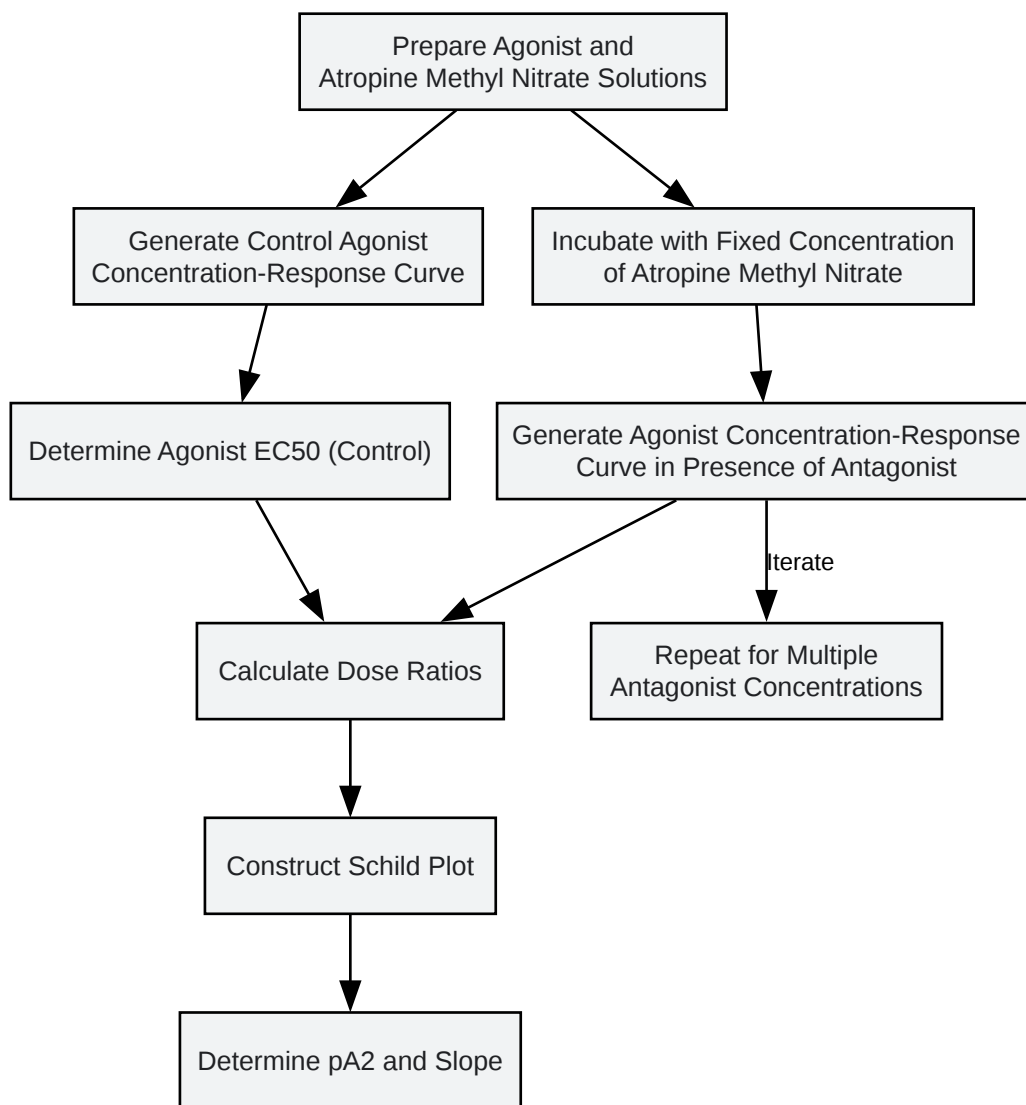 Prepare Agonist and
Atropine Methyl Nitrate Solutions
Generate Control Agonist
Concentration-Response Curve
Incubate with Fixed Concentration
of Atropine Methyl Nitrate
Determine Agonist EC50 (Control)
Generate Agonist Concentration-Response
Curve in Presence of Antagonist
Iterate
Calculate Dose Ratios
Repeat for Multiple
Antagonist Concentrations
Construct Schild Plot
Determine pA2 and Slope